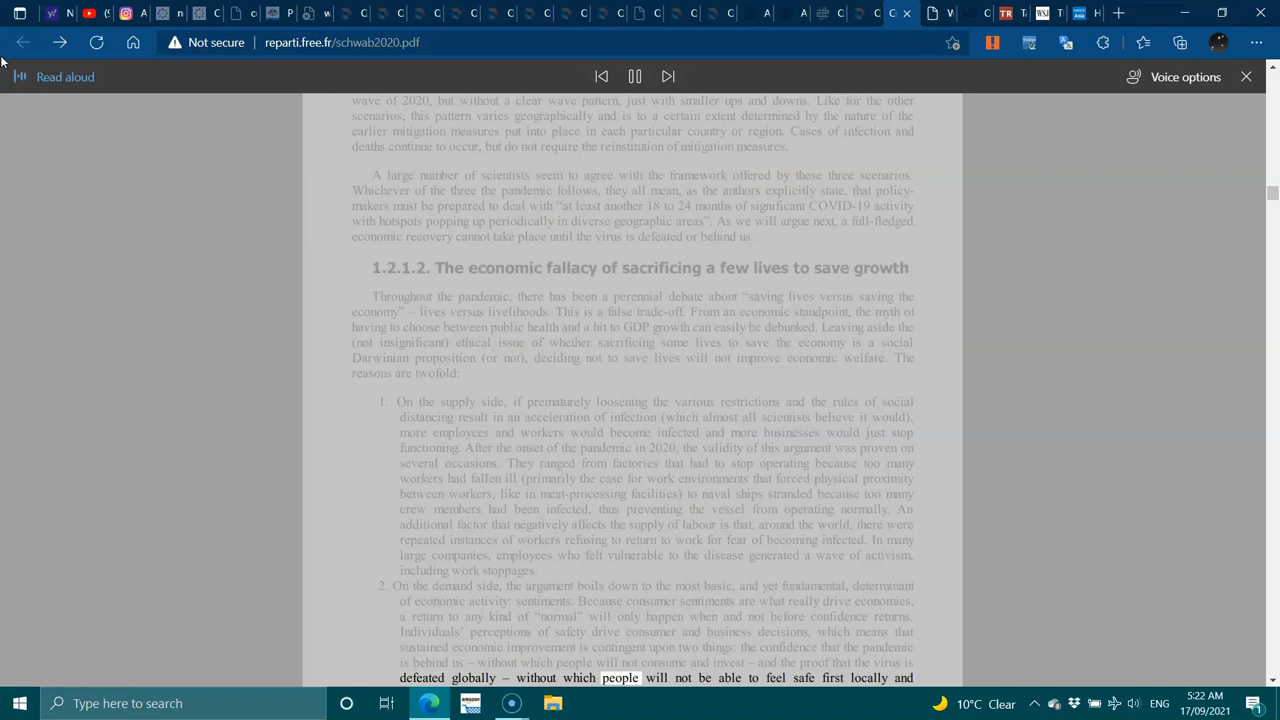 Not secure
reparti.free.fr/schwab2020.pdf
Read aloud
Voice options
wave of 2020, but without a clear wave pattern, just with smaller ups and downs. Like for the other
scenarios, this pattern varies geographically and is to a certain extent determined by the nature of the
earlier mitigation measures put into place in each particular country or region. Cases of infection and
deaths continue to occur, but do not require the reinstitution of mitigation measures.
A large number of scientists seem to agree with the framework offered by these three scenarios.
Whichever of the three the pandemic follows, they all mean, as the authors explicitly state, that policy-
makers must be prepared to deal with “at least another 18 to 24 months of significant COVID-19 activity
with hotspots popping up periodically in diverse geographic areas”. As we will argue next, a full-fledged
economic recovery cannot take place until the virus is defeated or behind us.
1.2.1.2. The economic fallacy of sacrificing a few lives to save growth
Throughout the pandemic, there has been a perennial debate about “saving lives versus saving the
economy” – lives versus livelihoods. This is a false trade-off. From an economic standpoint, the myth of
having to choose between public health and a hit to GDP growth can easily be debunked. Leaving aside the
(not insignificant) ethical issue of whether sacrificing some lives to save the economy is a social
Darwinian proposition (or not), deciding not to save lives will not improve economic welfare. The
reasons are twofold:
1. On the supply side, if prematurely loosening the various restrictions and the rules of social
distancing result in an acceleration of infection (which almost all scientists believe it would),
more employees and workers would become infected and more businesses would just stop
functioning. After the onset of the pandemic in 2020, the validity of this argument was proven on
several occasions. They ranged from factories that had to stop operating because too many
workers had fallen ill (primarily the case for work environments that forced physical proximity
between workers, like in meat-processing facilities) to naval ships stranded because too many
crew members had been infected, thus preventing the vessel from operating normally. An
additional factor that negatively affects the supply of labour is that, around the world, there were
repeated instances of workers refusing to return to work for fear of becoming infected. In many
large companies, employees who felt vulnerable to the disease generated a wave of activism,
including work stoppages.
2. On the demand side, the argument boils down to the most basic, and yet fundamental, determinant
of economic activity: sentiments. Because consumer sentiments are what really drive economies,
a return to any kind of “normal” will only happen when and not before confidence returns.
Individuals’ perceptions of safety drive consumer and business decisions, which means that
sustained economic improvement is contingent upon two things: the confidence that the pandemic
is behind us – without which people will not consume and invest – and the proof that the virus is
defeated globally – without which people will not be able to feel safe first locally and
Type here to search
amazon
10°C Clear
ENG
5:22 AM
17/09/2021